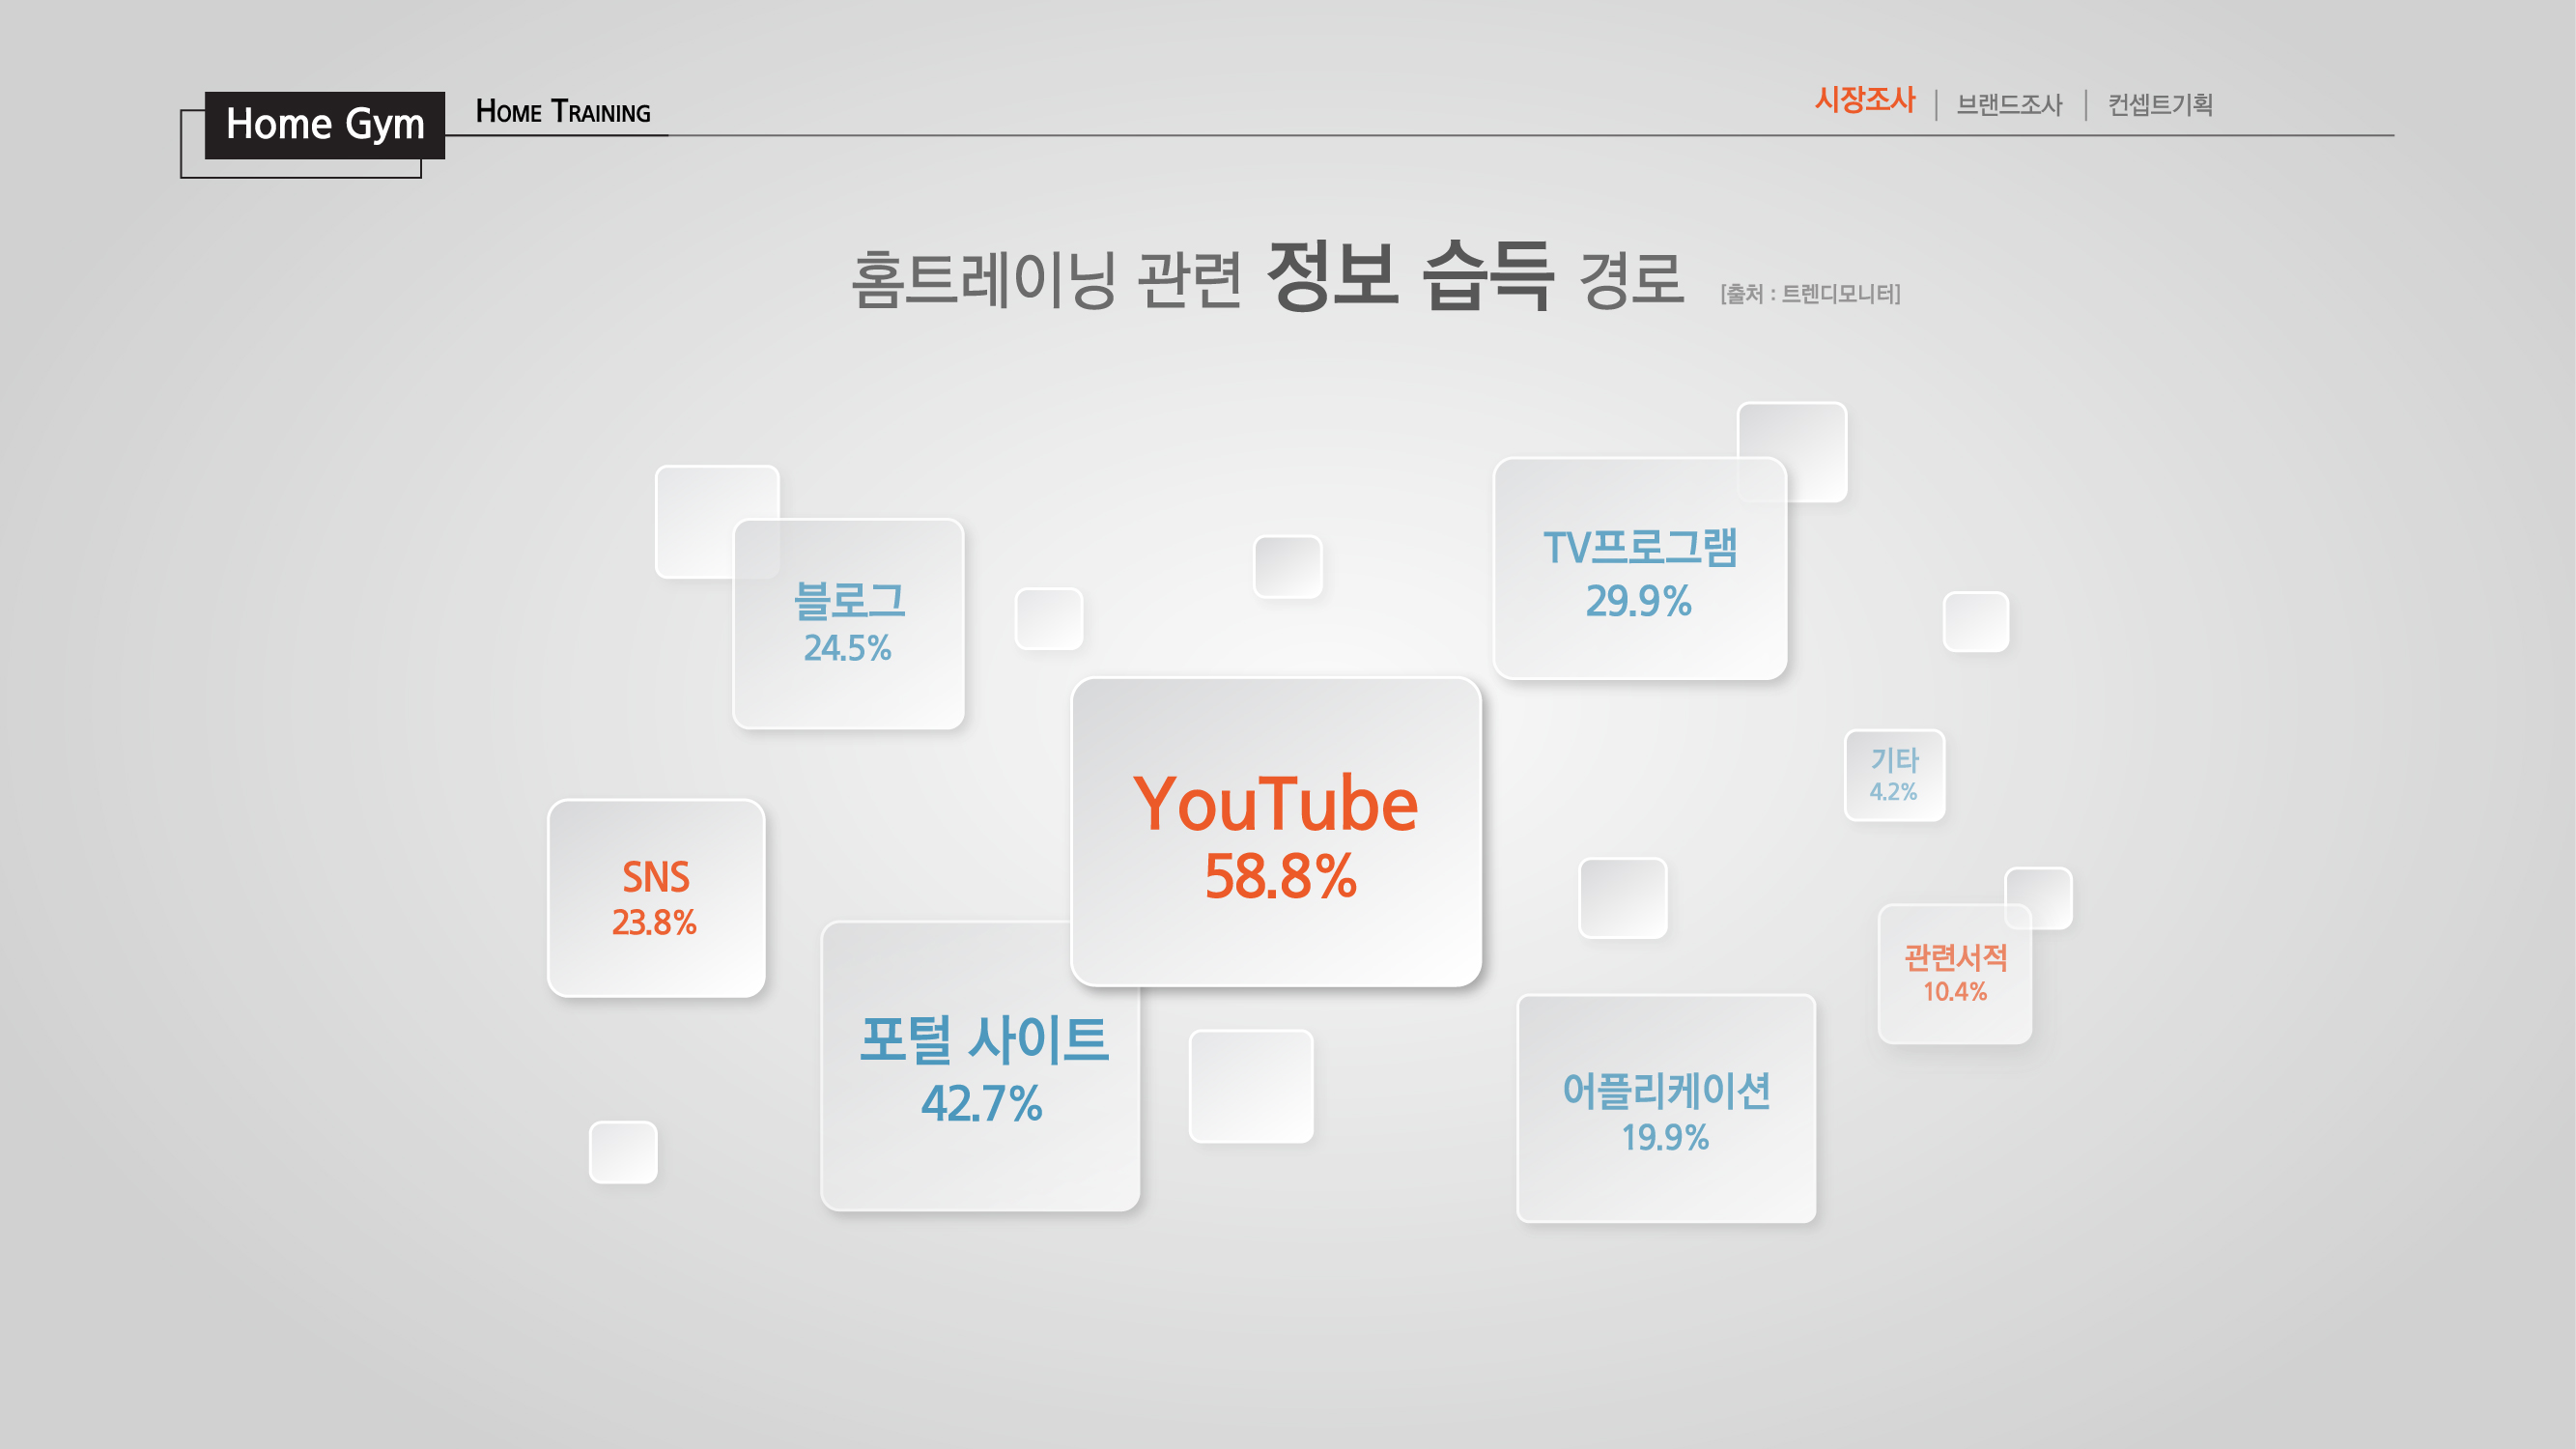 Home Gym
HOME TRAINING
시장조사 | 브랜드조사 | 컨셉트기획
홈트레이닝 관련 정보 습득 경로 [출처 : 트렌디모니터]
TV프로그램
29.9%
블로그
24.5%
YouTube
58.8%
기타
4.2%
SNS
23.8%
관련서적
10.4%
포털 사이트
42.7%
어플리케이션
19.9%